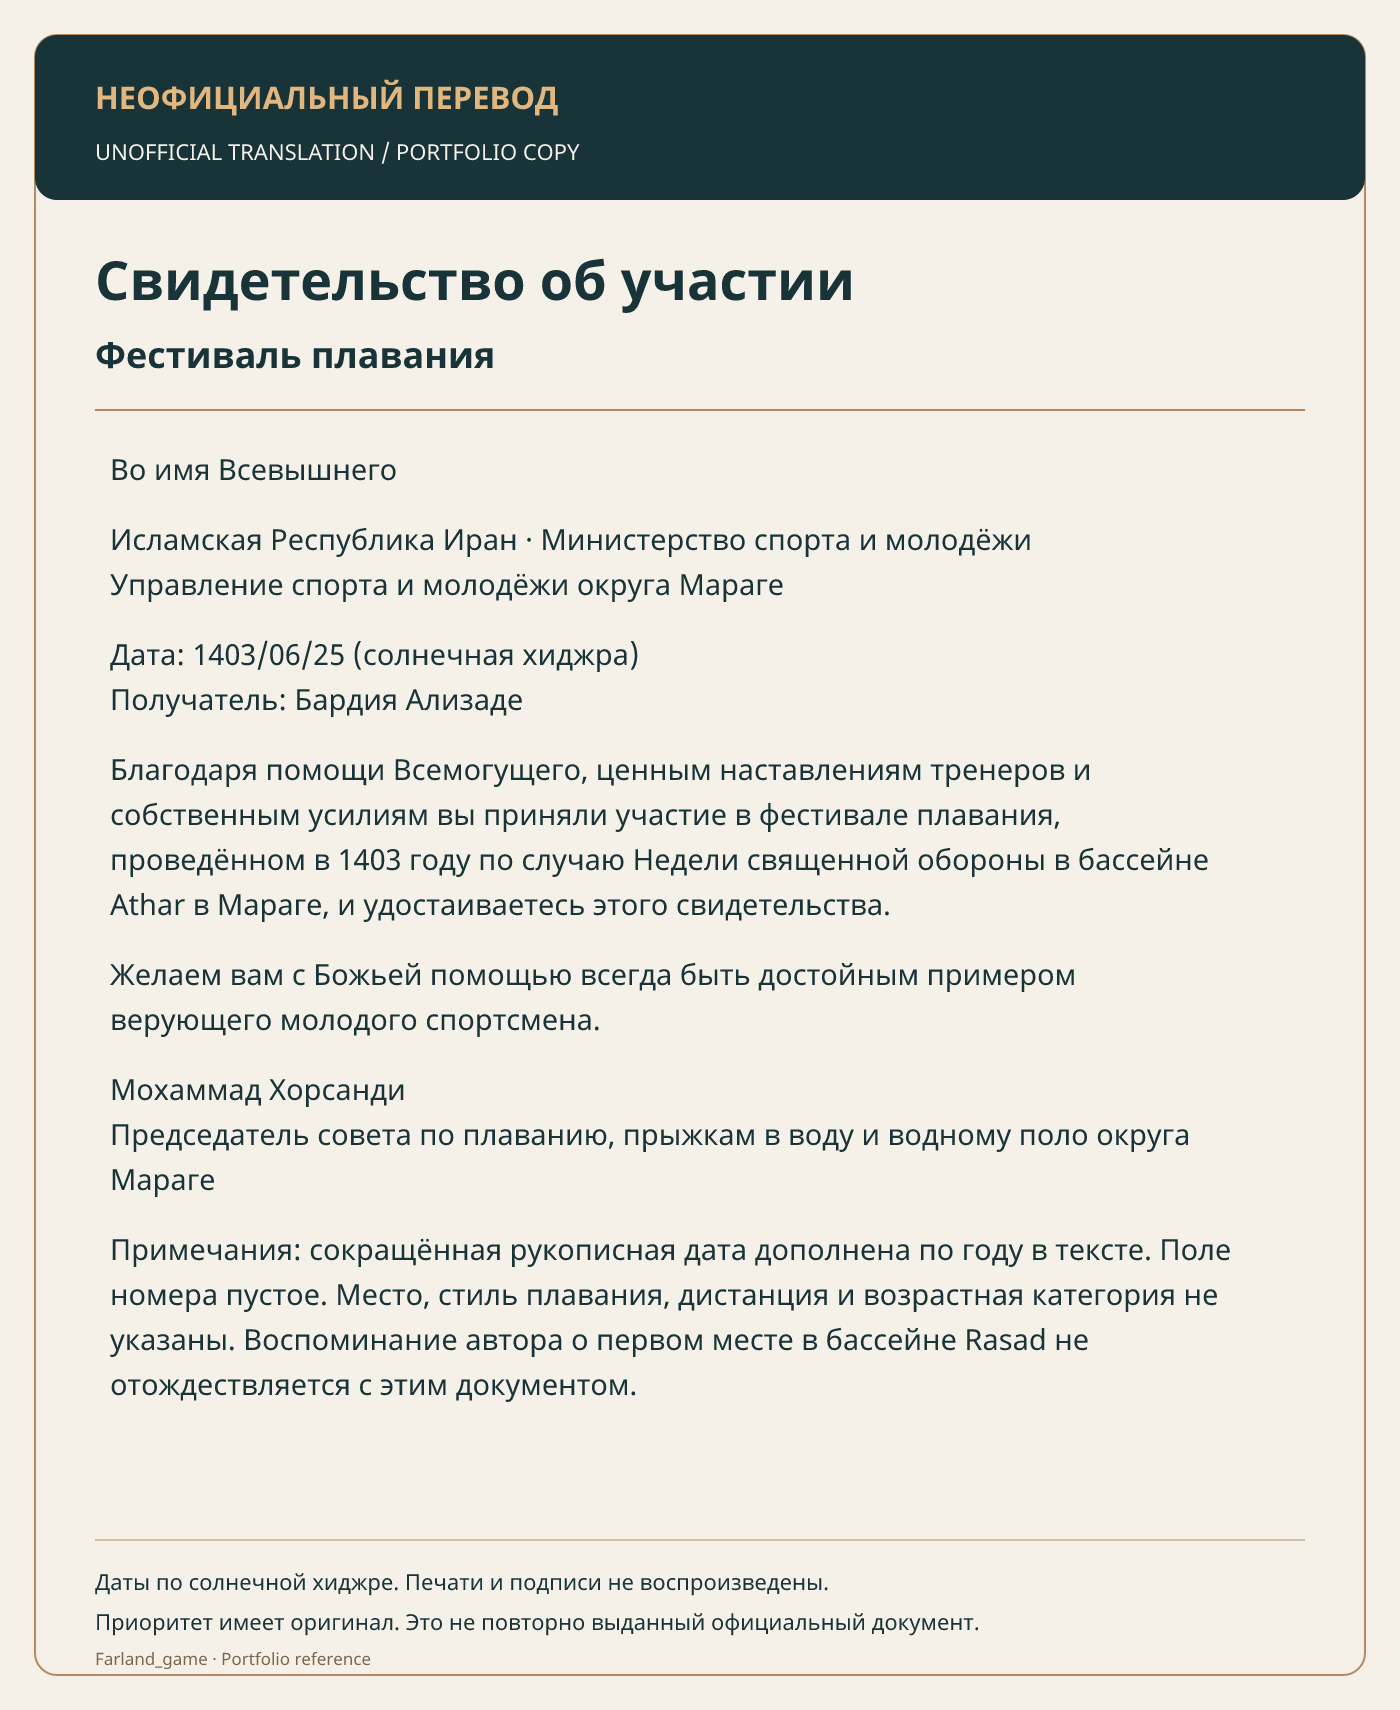 НЕОФИЦИАЛЬНЫЙ ПЕРЕВОД
UNOFFICIAL TRANSLATION / PORTFOLIO COPY
Свидетельство об участии
Фестиваль плавания
Во имя Всевышнего
Исламская Республика Иран · Министерство спорта и молодёжи
Управление спорта и молодёжи округа Мараге
Дата: 1403/06/25 (солнечная хиджра)
Получатель: Бардия Ализаде
Благодаря помощи Всемогущего, ценным наставлениям тренеров и
собственным усилиям вы приняли участие в фестивале плавания,
проведённом в 1403 году по случаю Недели священной обороны в бассейне
Athar в Мараге, и удостаиваетесь этого свидетельства.
Желаем вам с Божьей помощью всегда быть достойным примером
верующего молодого спортсмена.
Мохаммад Хорсанди
Председатель совета по плаванию, прыжкам в воду и водному поло округа
Мараге
Примечания: сокращённая рукописная дата дополнена по году в тексте. Поле
номера пустое. Место, стиль плавания, дистанция и возрастная категория не
указаны. Воспоминание автора о первом месте в бассейне Rasad не
отождествляется с этим документом.
Даты по солнечной хиджре. Печати и подписи не воспроизведены.
Приоритет имеет оригинал. Это не повторно выданный официальный документ.
Farland_game · Portfolio reference